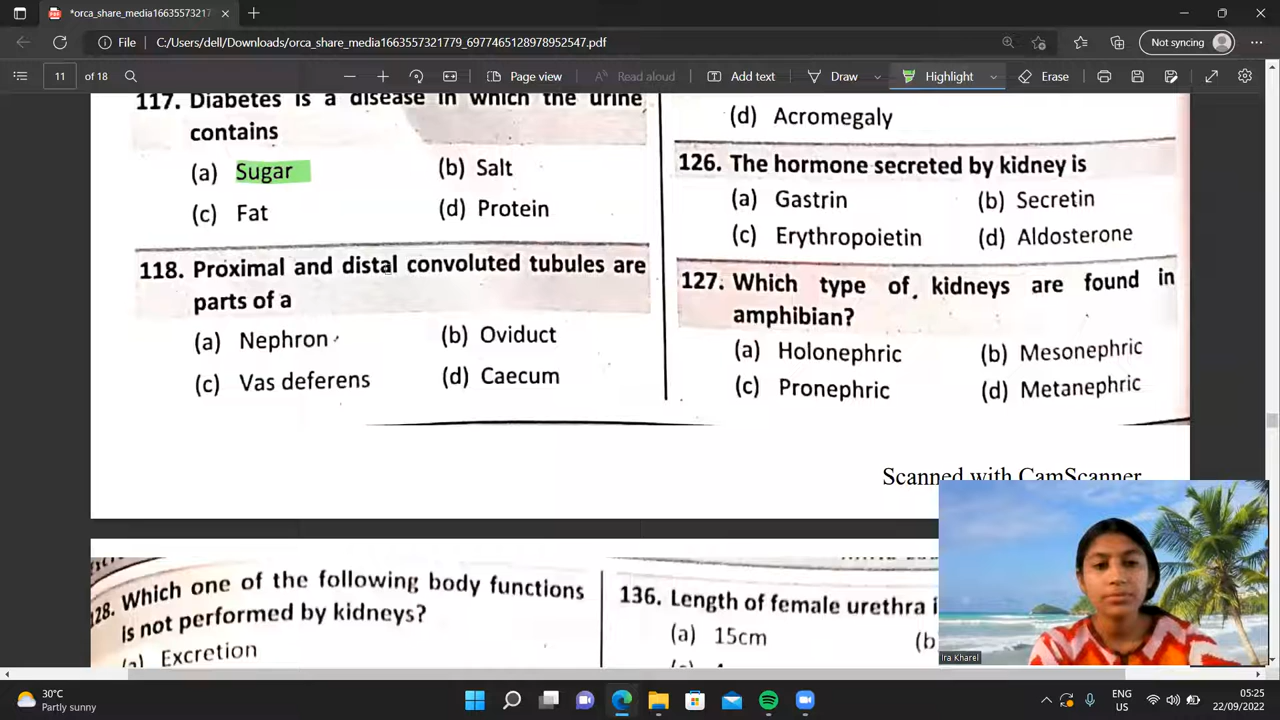 *orca_share_media1663557321
File
C:/Users/dell/Downloads/orca_share_media1663557321779_6977465128978952547.pdf
Not syncing
11 of 18
Page view
Read aloud
Add text
Draw
Highlight
Erase
117. Diabetes is a disease in which the urine
contains
(a) Sugar (b) Salt
(c) Fat (d) Protein
118. Proximal and distal convoluted tubules are
parts of a
(a) Nephron (b) Oviduct
(c) Vas deferens (d) Caecum
(d) Acromegaly
126. The hormone secreted by kidney is
(a) Gastrin (b) Secretin
(c) Erythropoietin (d) Aldosterone
127. Which type of kidneys are found in
amphibian?
(a) Holonephric (b) Mesonephric
(c) Pronephric (d) Metanephric
Scanned with CamScanner
128. Which one of the following body functions
is not performed by kidneys?
(a) Excretion
136. Length of female urethra i
(a) 15cm (b
Ira Kharel
30°C
Partly sunny
ENG
US
05:25
22/09/2022